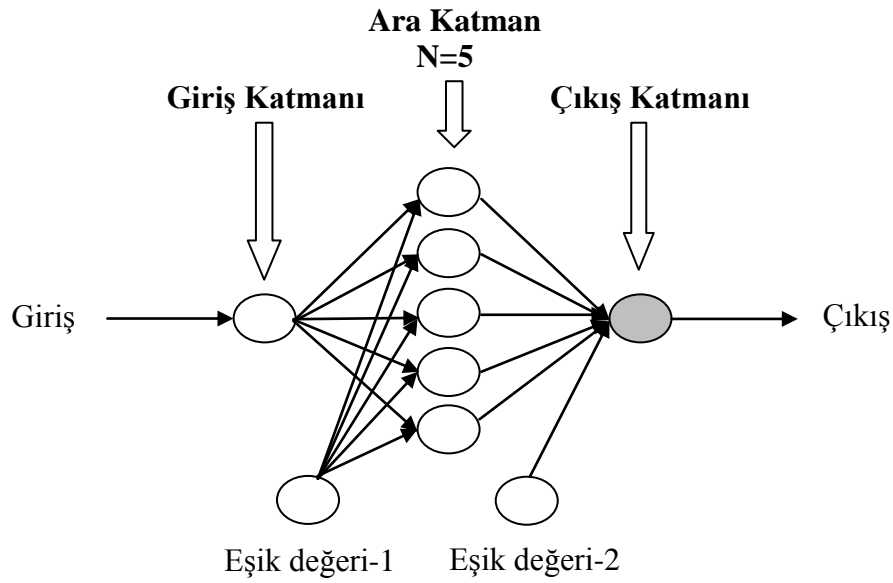 Ara Katman
N=5
Giriş Katmanı
Çıkış Katmanı
Giriş
Çıkış
Eşik değeri-1
Eşik değeri-2